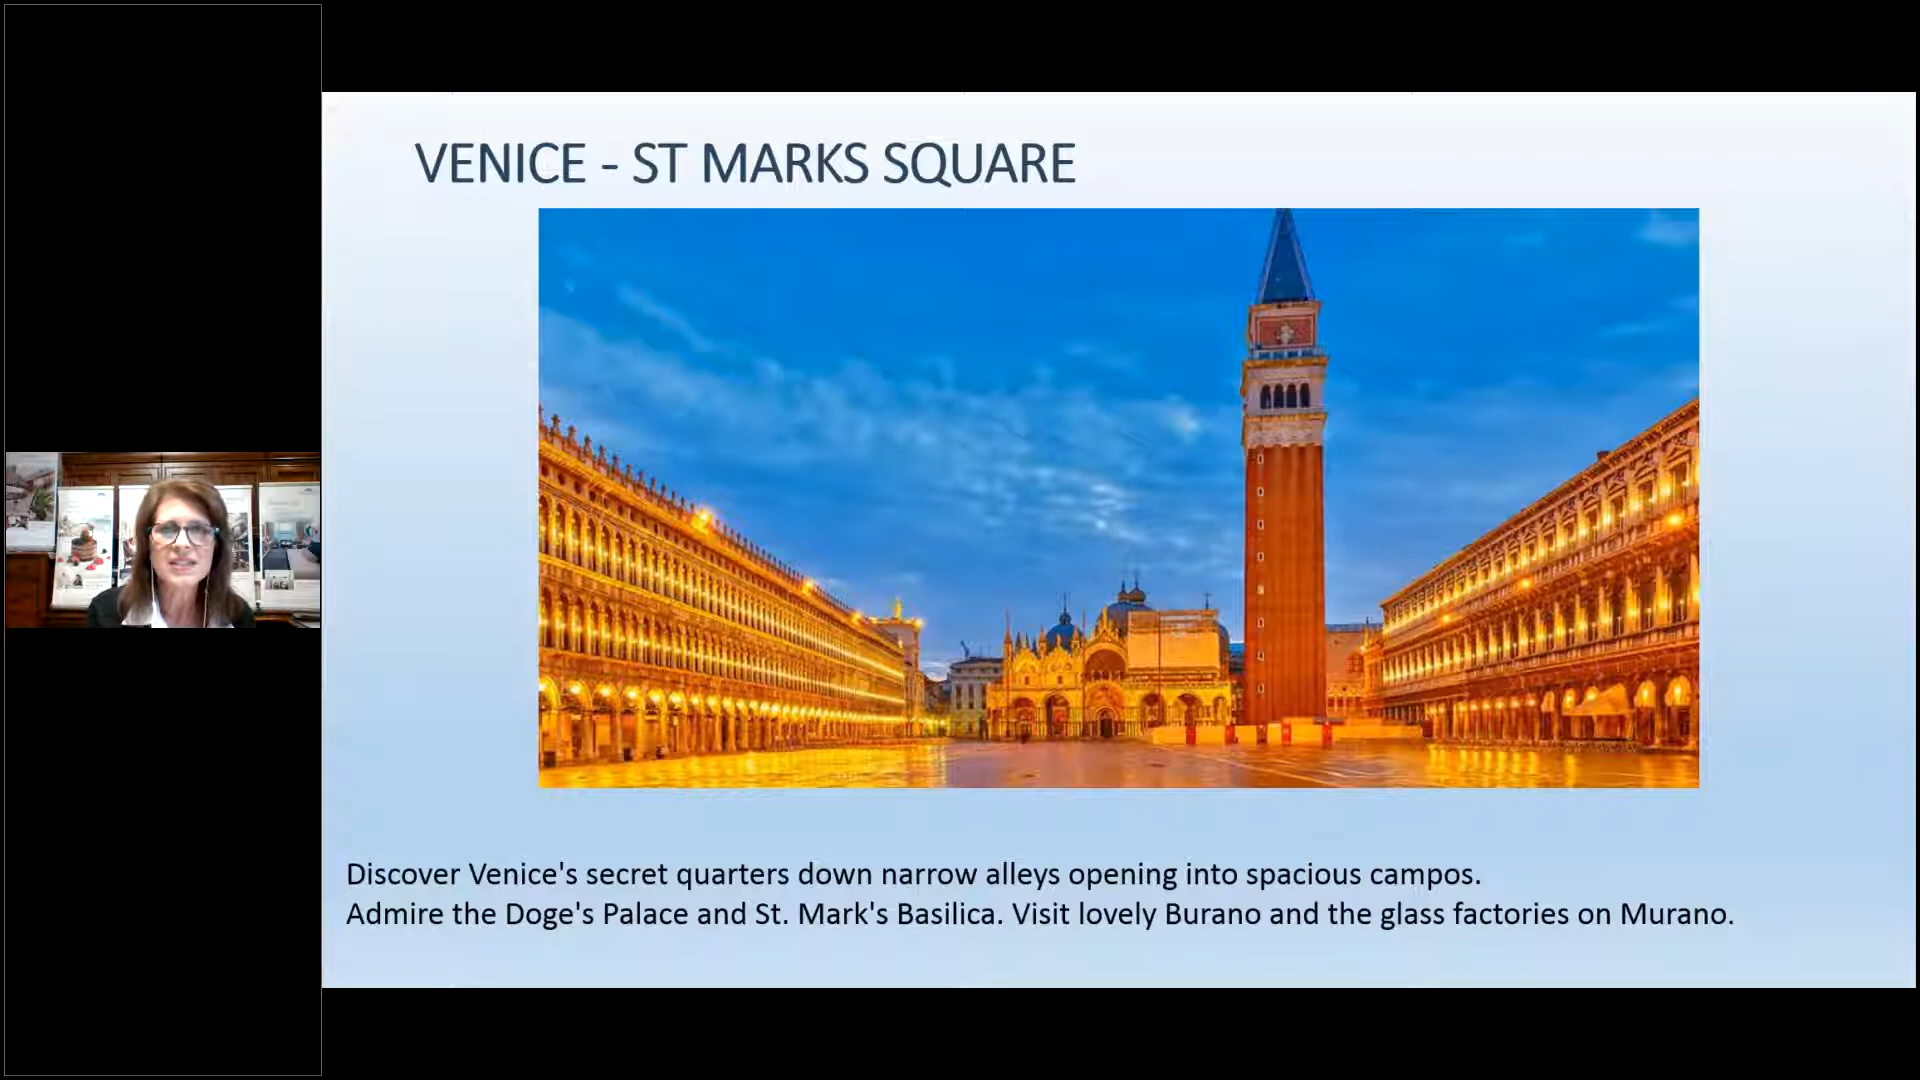 VENICE - ST MARKS SQUARE
Discover Venice's secret quarters down narrow alleys opening into spacious campos.
Admire the Doge's Palace and St. Mark's Basilica. Visit lovely Burano and the glass factories on Murano.